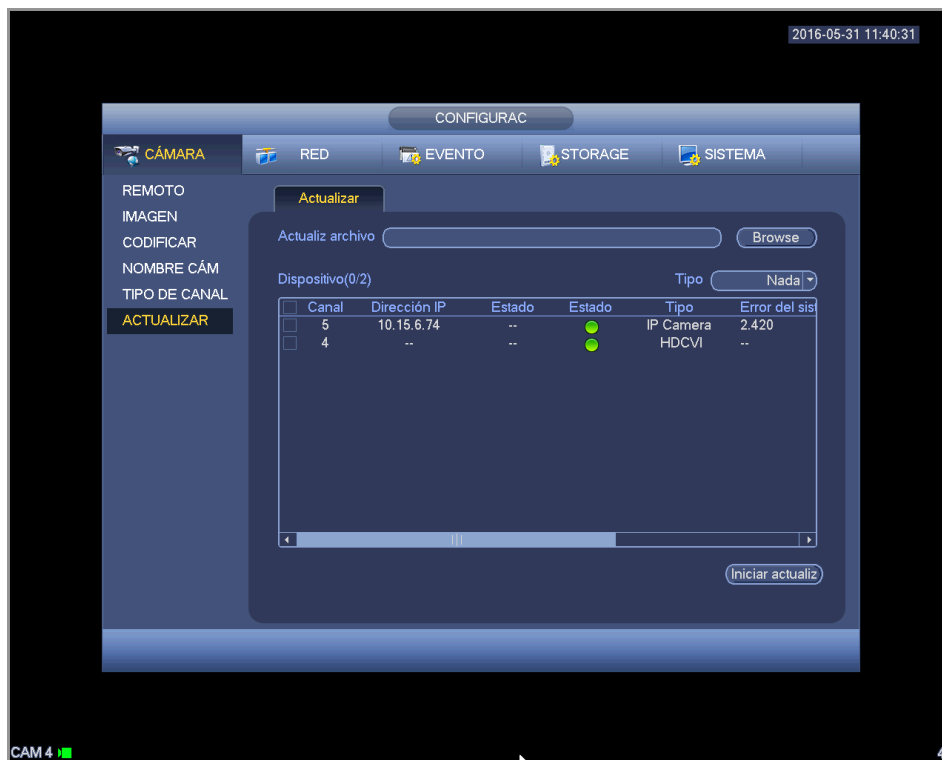 2016-05-31 11:40:31
CONFIGURAC
CÁMARA RED EVENTO STORAGE SISTEMA
REMOTO
IMAGEN
CODIFICAR
NOMBRE CÁM
TIPO DE CANAL
ACTUALIZAR
Actualizar
Actualiz archivo Browse
Dispositivo(0/2) Tipo Nada
Canal Dirección IP Estado Estado Tipo Error del sist
5 10.15.6.74 -- IP Camera 2.420
4 -- -- HDCVI --
Iniciar actualiz
CAM 4 4